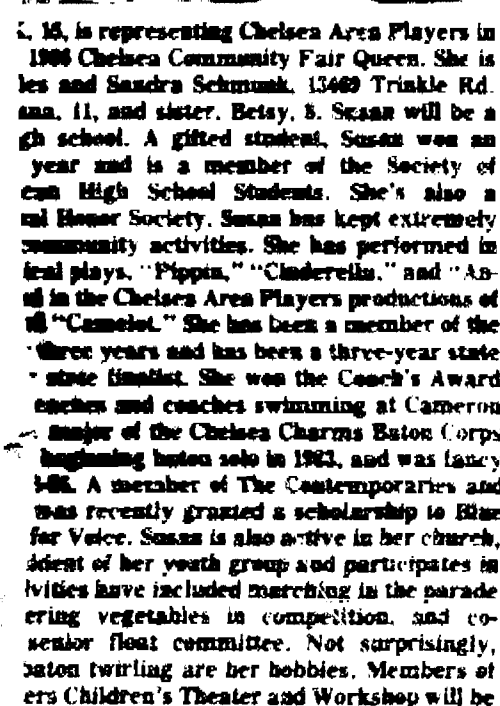 16, is representing Chelsea Area Players in
Chelsea Community Fair Queen. She is
les and Sandra Schmunk, 13469 Trinkle Rd.
ana, 11, and sister, Betsy, 8. Susan will be a
gh school. A gifted student, Susan won an
year and is a member of the Society of
can High School Students. She's also a
al Honor Society. Susan has kept extremely
community activities. She has performed in
ical plays, "Pippin," "Cinderella," and "An-
in the Chelsea Area Players productions of
"Camelot." She has been a member of the
three years and has been a three-year state
state finalist. She won the Coach's Award
and coaches swimming at Cameron
major of the Chelsea Charms Baton Corps
beginning baton solo in 1983, and was fancy
A member of The Contemporaries and
was recently granted a scholarship to Blue
for Voice. Susan is also active in her church,
ident of her youth group and participates in
ivities have included marching in the parade
ering vegetables in competition, and co-
senior float committee. Not surprisingly,
baton twirling are her hobbies. Members of
ers Children's Theater and Workshop will be